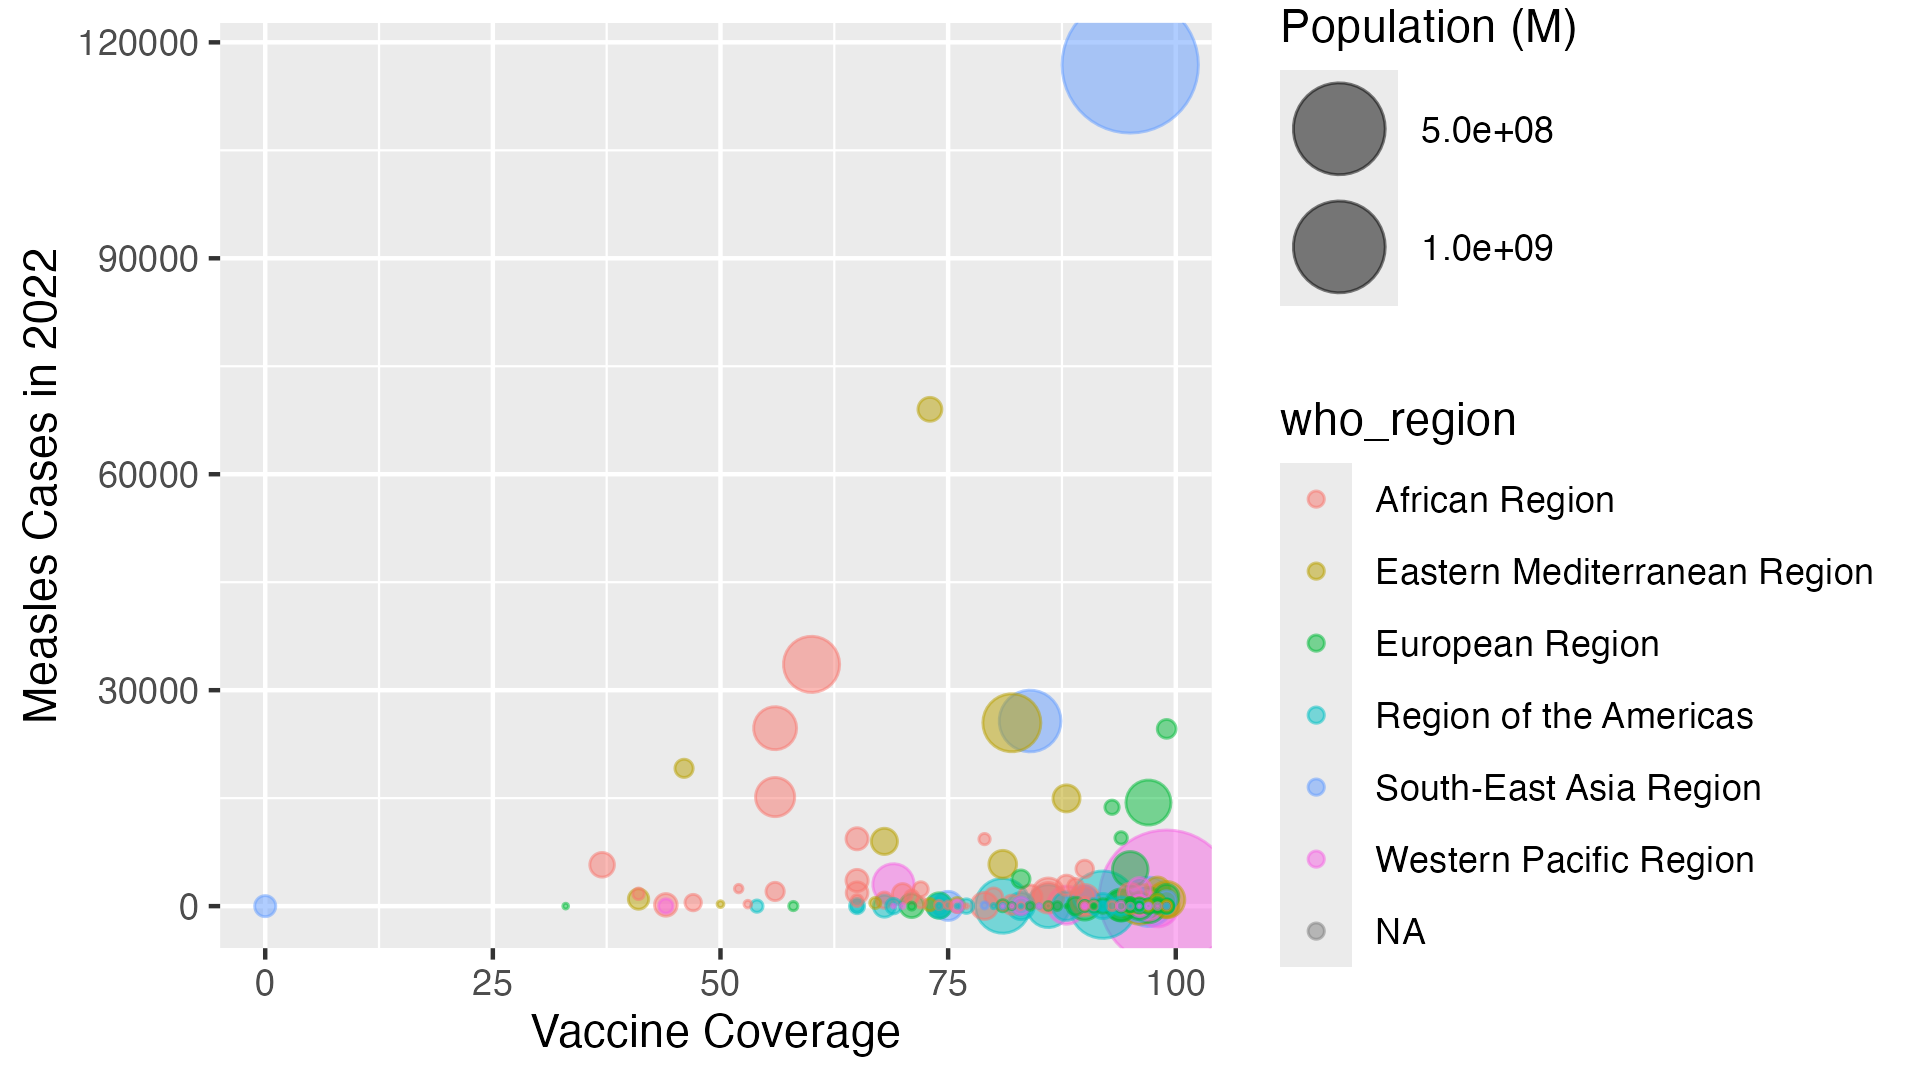 Population (M)
5.0e+08
1.0e+09
who_region
African Region
Eastern Mediterranean Region
European Region
Region of the Americas
South-East Asia Region
Western Pacific Region
NA
Measles Cases in 2022
120000
90000
60000
30000
0
0 25 50 75 100
Vaccine Coverage